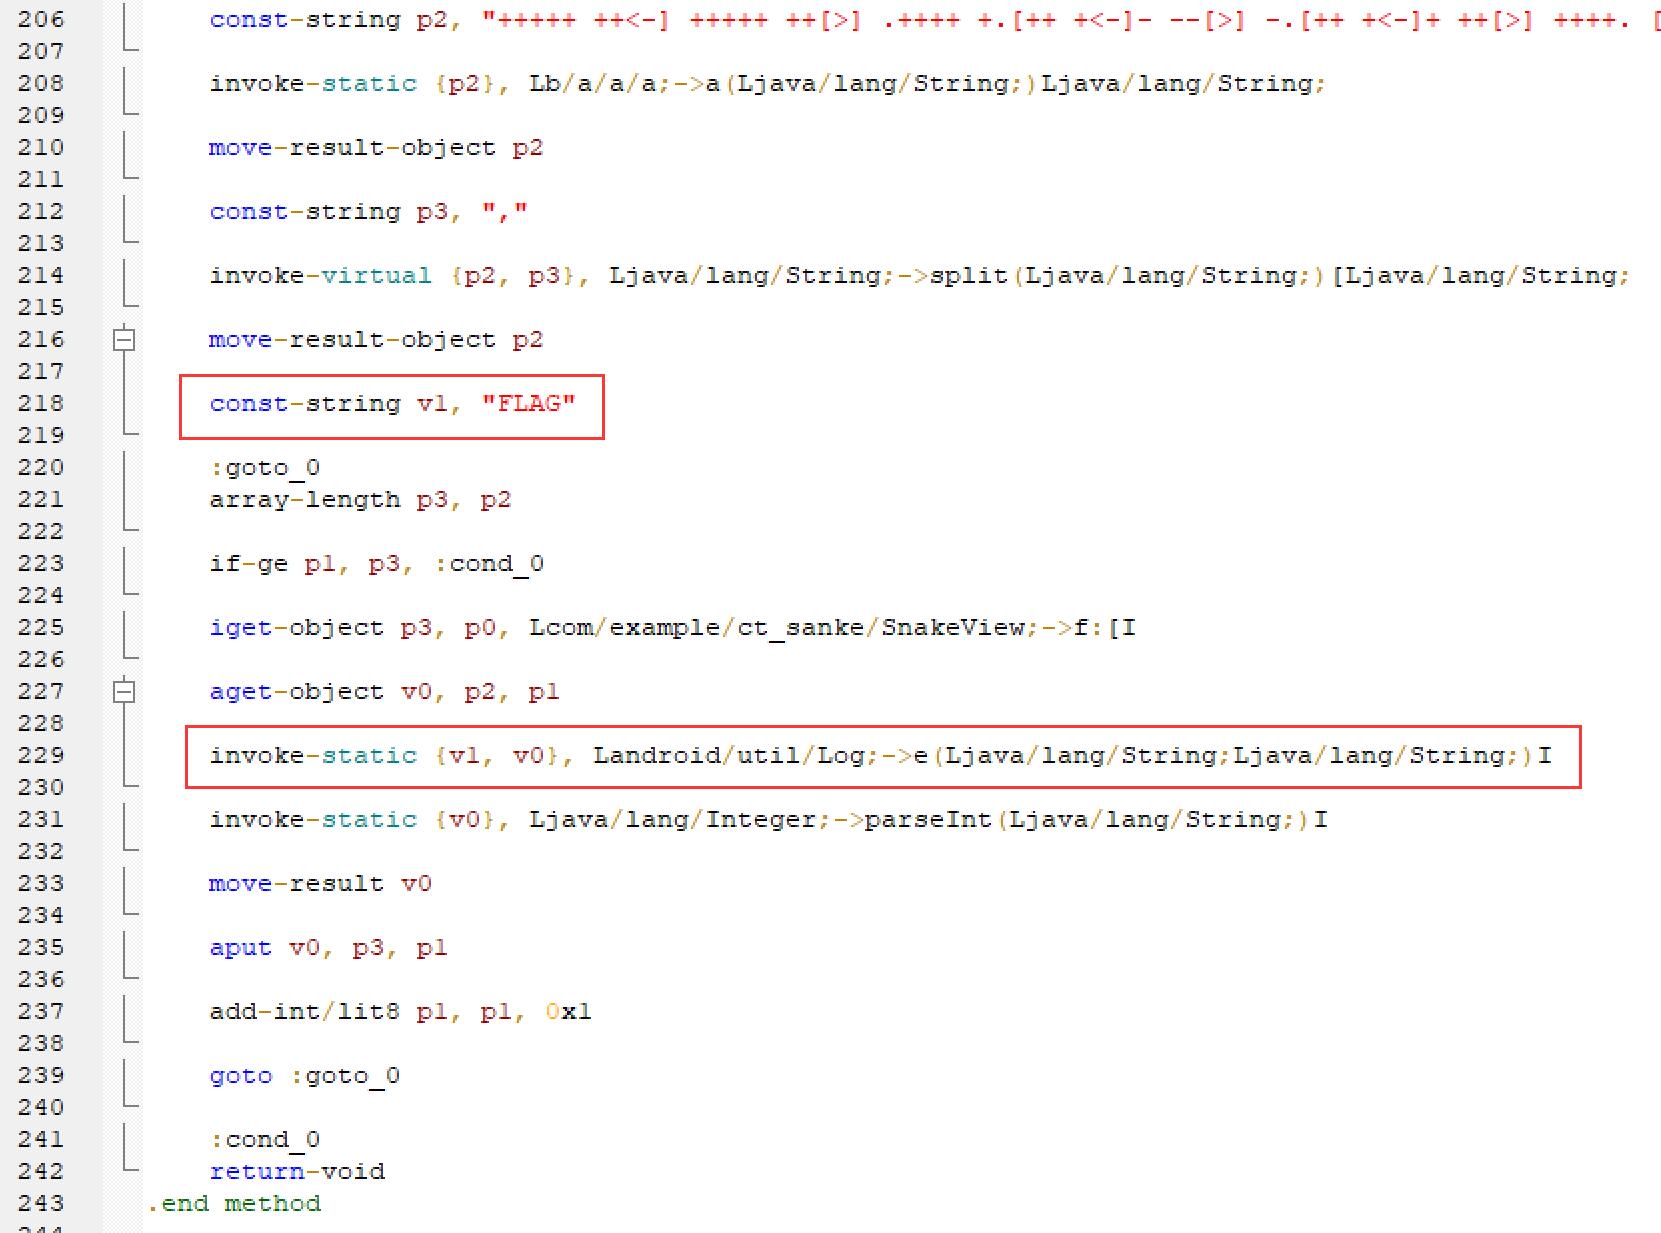 206 const-string p2, "+++++ ++<-] +++++ ++[>] .++++ +.[++ +<-]- --[>] -.[++ +<-]+ ++[>] ++++. [
207
208 invoke-static {p2}, Lb/a/a/a;->a(Ljava/lang/String;)Ljava/lang/String;
209
210 move-result-object p2
211
212 const-string p3, ","
213
214 invoke-virtual {p2, p3}, Ljava/lang/String;->split(Ljava/lang/String;)[Ljava/lang/String;
215
216 move-result-object p2
217
218 const-string v1, "FLAG"
219
220 :goto_0
221 array-length p3, p2
222
223 if-ge p1, p3, :cond_0
224
225 iget-object p3, p0, Lcom/example/ct_sanke/SnakeView;->f:[I
226
227 aget-object v0, p2, p1
228
229 invoke-static {v1, v0}, Landroid/util/Log;->e(Ljava/lang/String;Ljava/lang/String;)I
230
231 invoke-static {v0}, Ljava/lang/Integer;->parseInt(Ljava/lang/String;)I
232
233 move-result v0
234
235 aput v0, p3, p1
236
237 add-int/lit8 p1, p1, 0x1
238
239 goto :goto_0
240
241 :cond_0
242 return-void
243 .end method
244